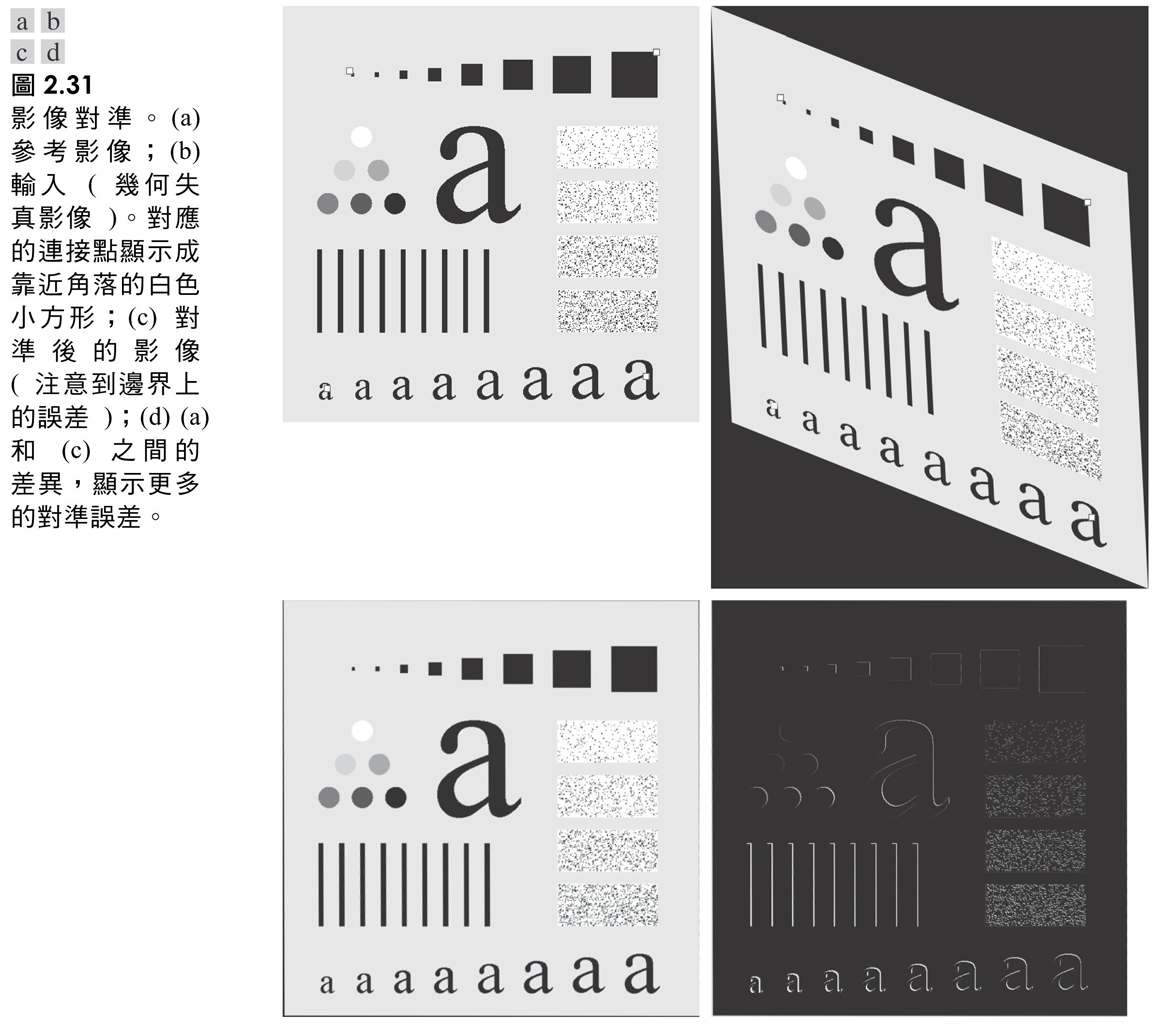 a b
c d
圖 2.31
影像對準。(a)
參考影像；(b)
輸入 ( 幾何失
真影像 )。對應
的連接點顯示成
靠近角落的白色
小方形；(c) 對
準後的影像
( 注意到邊界上
的誤差 )；(d) (a)
和 (c) 之間的
差異，顯示更多
的對準誤差。
a
a a a a a a a a
a
a a a a a a a a
a
a a a a a a a a
a
a a a a a a a a